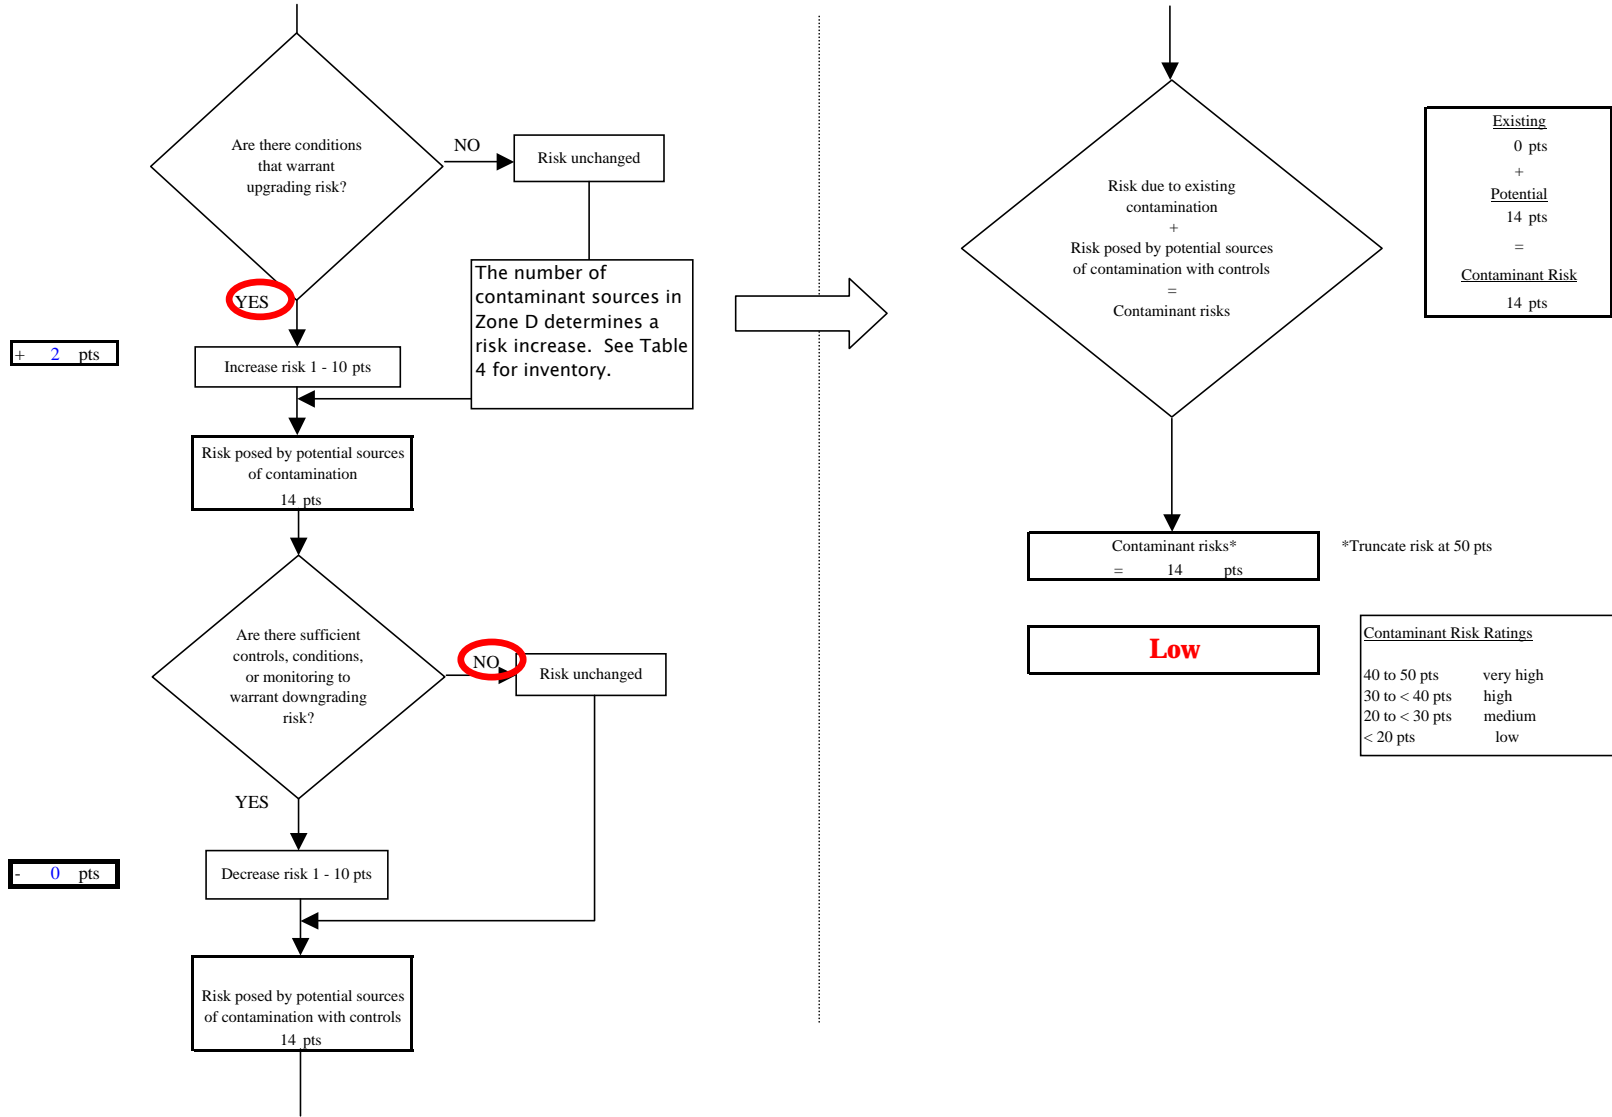 Are there conditions
that warrant
upgrading risk?
NO
Risk unchanged
YES
The number of
contaminant sources in
Zone D determines a
risk increase.  See Table
4 for inventory.
+ 2 pts
Increase risk 1 - 10 pts
Risk posed by potential sources
of contamination
14 pts
Are there sufficient
controls, conditions,
or monitoring to
warrant downgrading
risk?
NO
Risk unchanged
YES
- 0 pts
Decrease risk 1 - 10 pts
Risk posed by potential sources
of contamination with controls
14 pts
Risk due to existing
contamination
+
Risk posed by potential sources
of contamination with controls
=
Contaminant risks
Existing
0 pts
+
Potential
14 pts
=
Contaminant Risk
14 pts
Contaminant risks*
= 14 pts
*Truncate risk at 50 pts
Low
Contaminant Risk Ratings
40 to 50 pts very high
30 to < 40 pts high
20 to < 30 pts medium
< 20 pts low